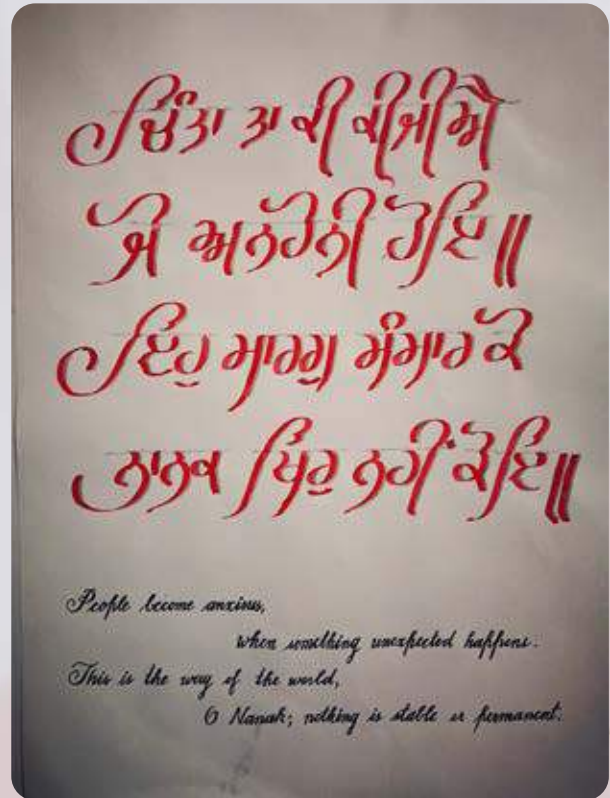 ਚਿੰਤਾ ਤਾ ਕੀ ਕੀਜੀਐ
ਜੋ ਅਨਹੋਨੀ ਹੋਇ॥
ਇਹੁ ਮਾਰਗੁ ਸੰਸਾਰ ਕੋ
ਨਾਨਕ ਥਿਰੁ ਨਹੀਂ ਕੋਇ॥
People become anxious,
when something unexpected happens.
This is the way of the world,
O Nanak; nothing is stable or permanent.